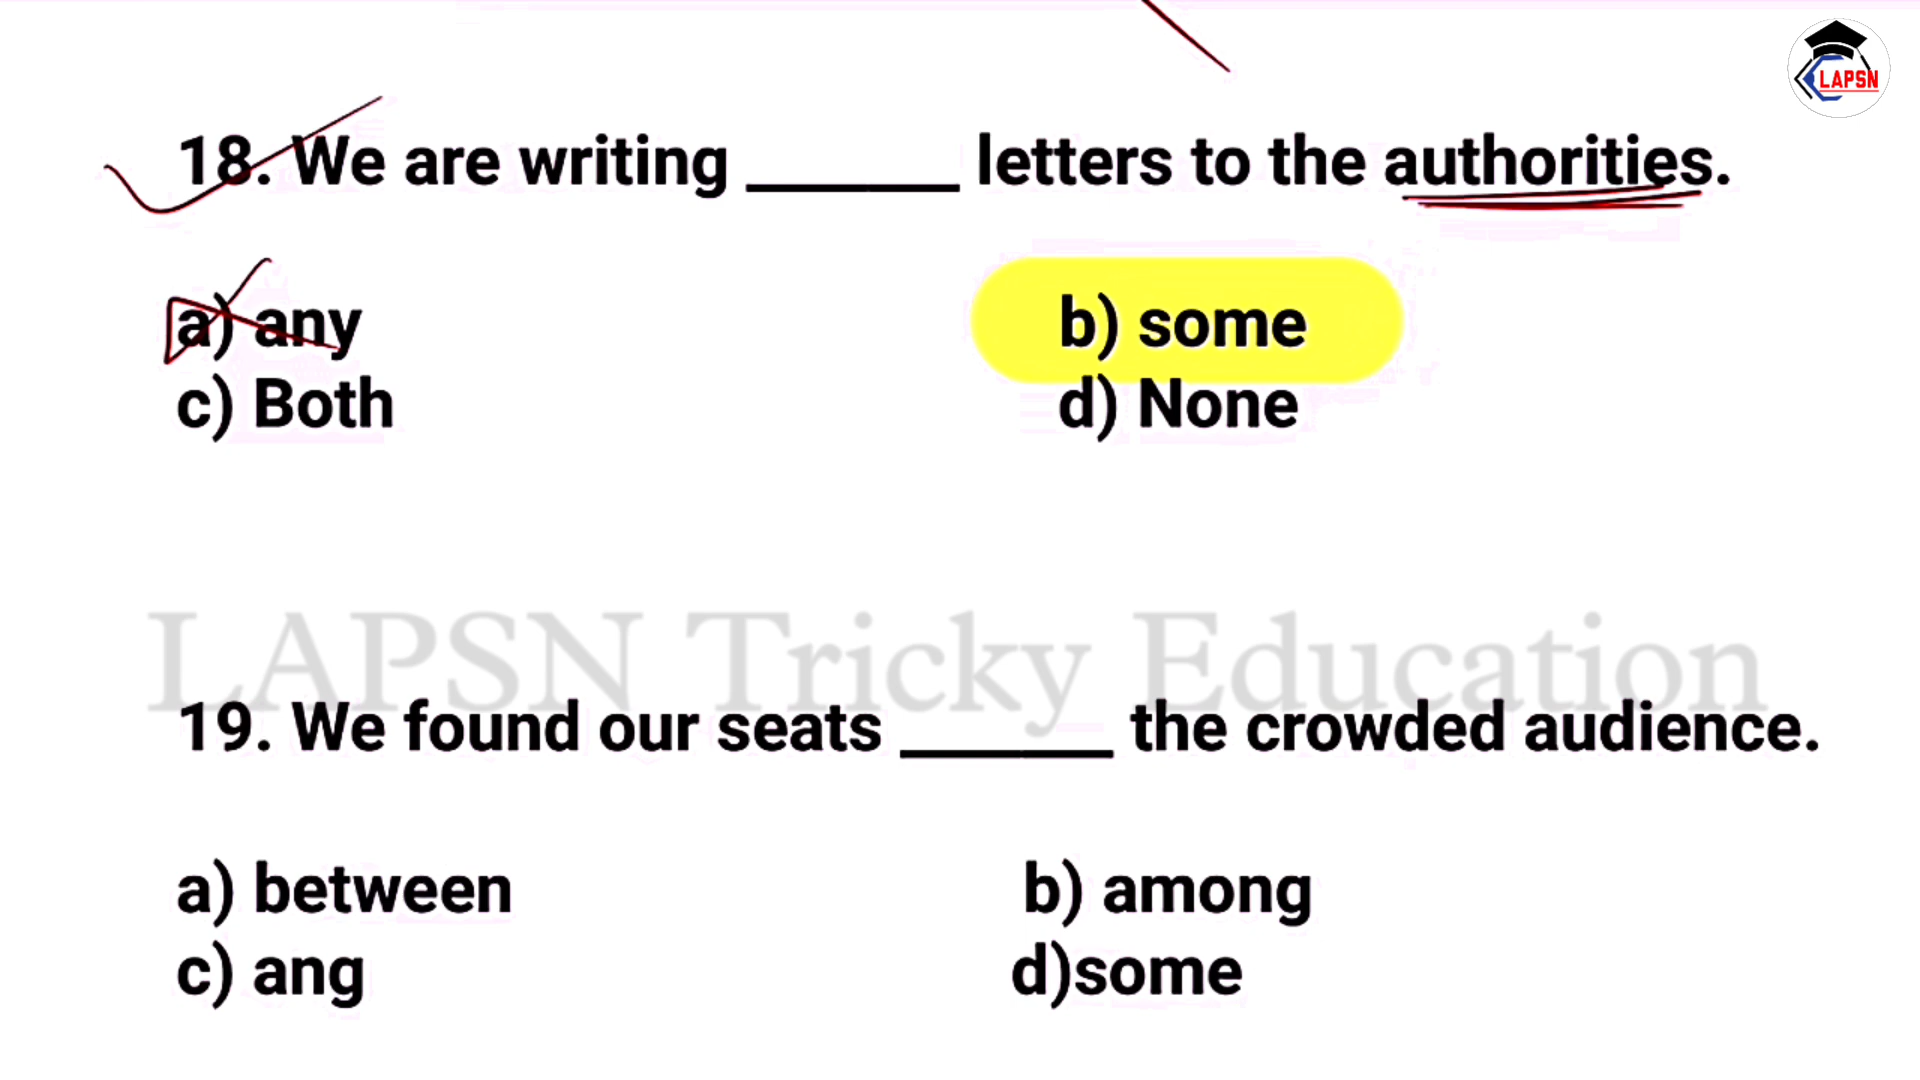 LAPSN
18. We are writing ______ letters to the authorities.
a) any
b) some
c) Both
d) None
LAPSN Tricky Education
19. We found our seats ______ the crowded audience.
a) between
b) among
c) ang
d)some